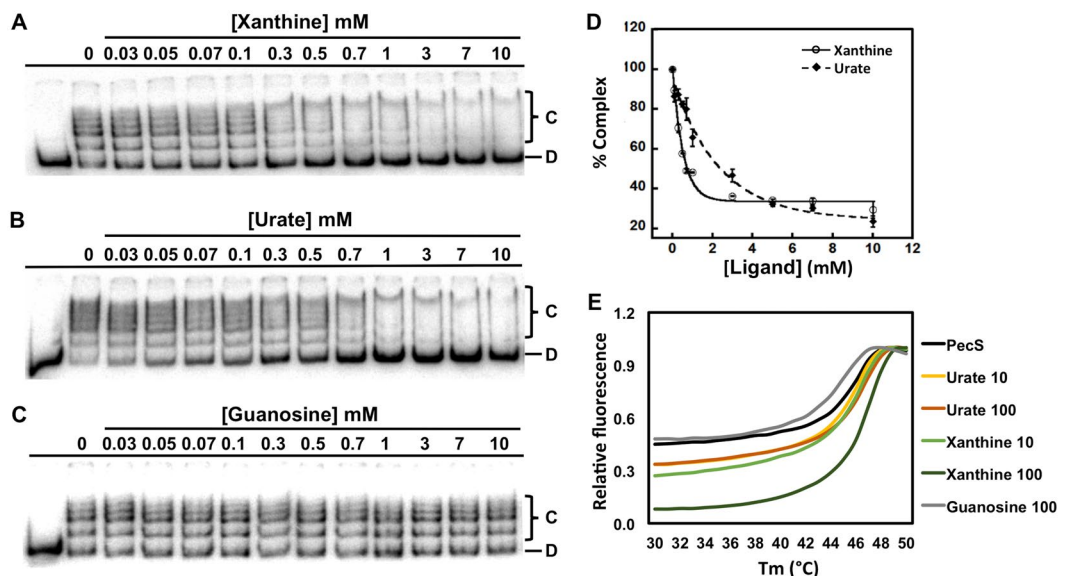 A
[Xanthine] mM
0 0.03 0.05 0.07 0.1 0.3 0.5 0.7 1 3 7 10
C
D
B
[Urate] mM
0 0.03 0.05 0.07 0.1 0.3 0.5 0.7 1 3 7 10
C
D
C
[Guanosine] mM
0 0.03 0.05 0.07 0.1 0.3 0.5 0.7 1 3 7 10
C
D
D
120
100
80
60
40
20
% Complex
Xanthine
Urate
0 2 4 6 8 10 12
[Ligand] (mM)
E
1.2
0.9
0.6
0.3
0.0
Relative fluorescence
30 32 34 36 38 40 42 44 46 48 50
Tm (°C)
PecS
Urate 10
Urate 100
Xanthine 10
Xanthine 100
Guanosine 100